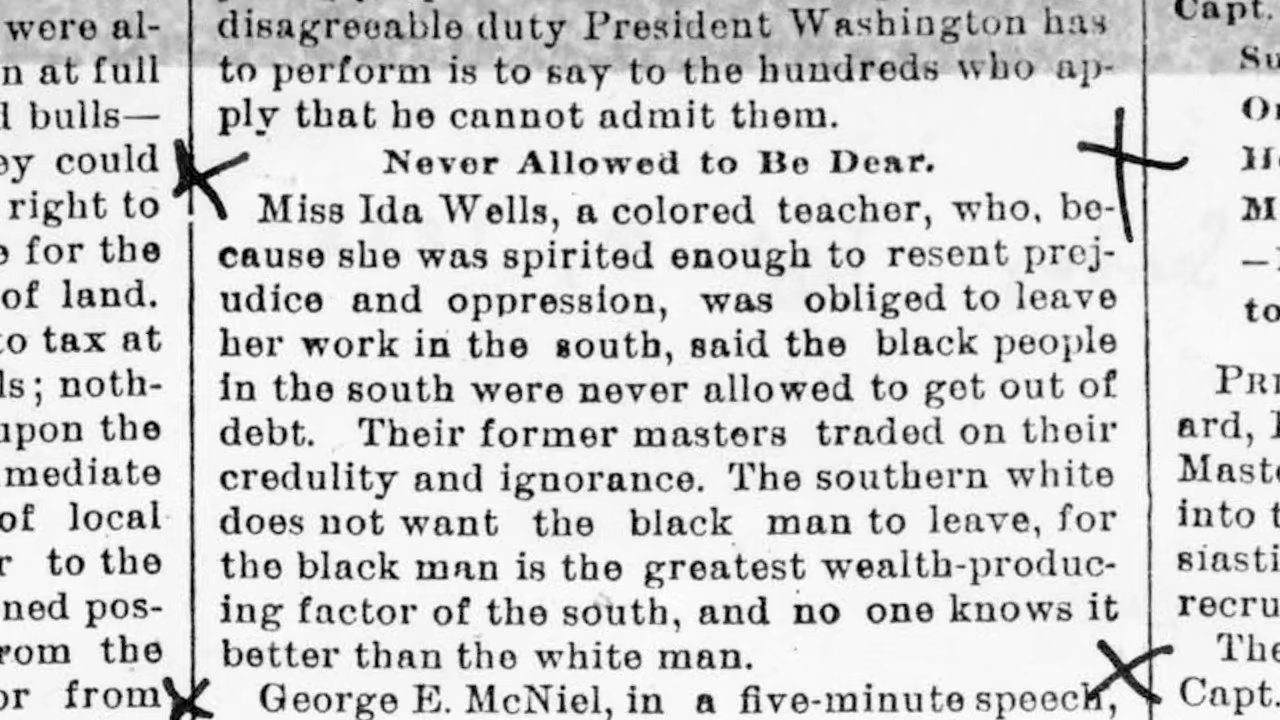 were al-
n at full
d bulls—
ey could
right to
e for the
of land.
to tax at
ls; noth-
upon the
mediate
of local
r to the
ned pos-
rom the
or from
disagreeable duty President Washington has
to perform is to say to the hundreds who ap-
ply that he cannot admit them.
Never Allowed to Be Dear.
Miss Ida Wells, a colored teacher, who, be-
cause she was spirited enough to resent prej-
udice and oppression, was obliged to leave
her work in the south, said the black people
in the south were never allowed to get out of
debt. Their former masters traded on their
credulity and ignorance. The southern white
does not want the black man to leave, for
the black man is the greatest wealth-produc-
ing factor of the south, and no one knows it
better than the white man.
George E. McNiel, in a five-minute speech,
Capt.
Su
Or
He
M
—
to
PRE
ard,
Maste
into t
siasti
recru
The
Capt.